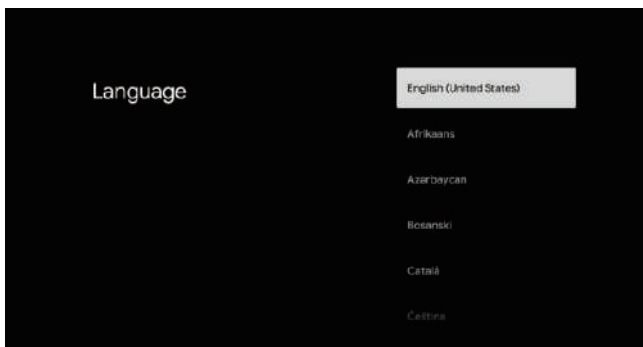 Language
English (United States)
Afrikaans
Azərbaycan
Bosanski
Català
Čeština